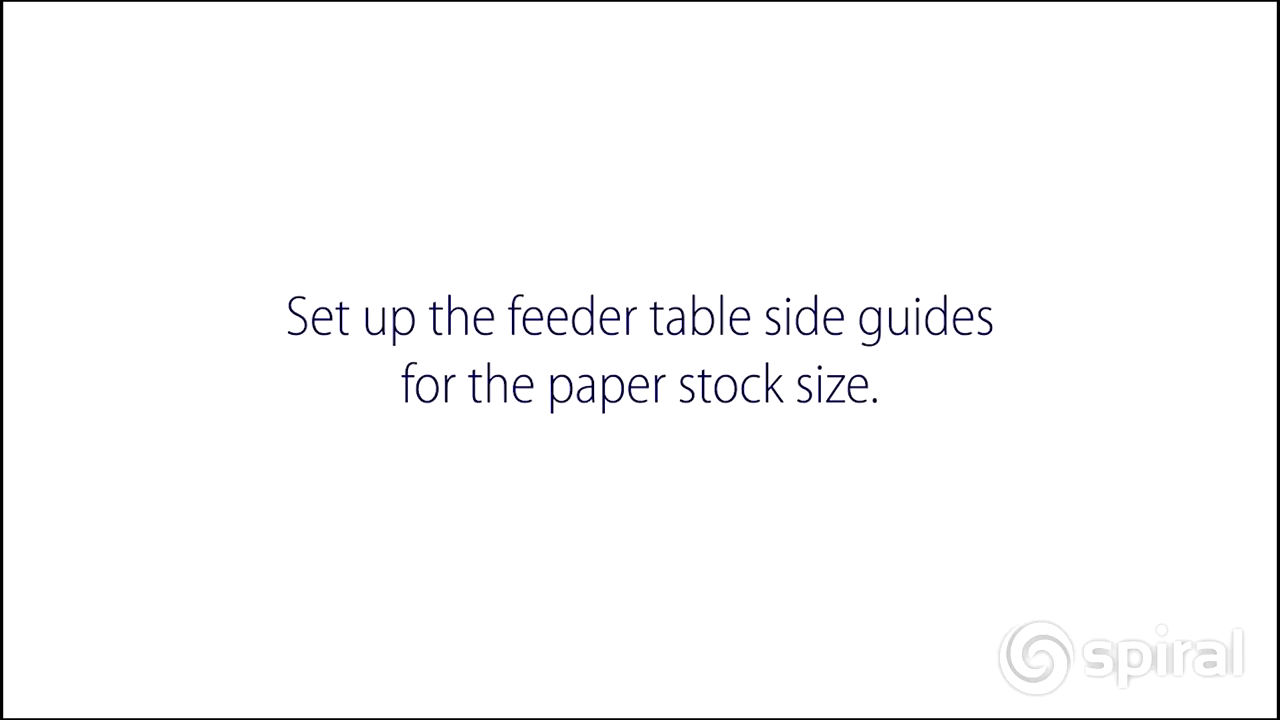 Set up the feeder table side guides
for the paper stock size.
spiral